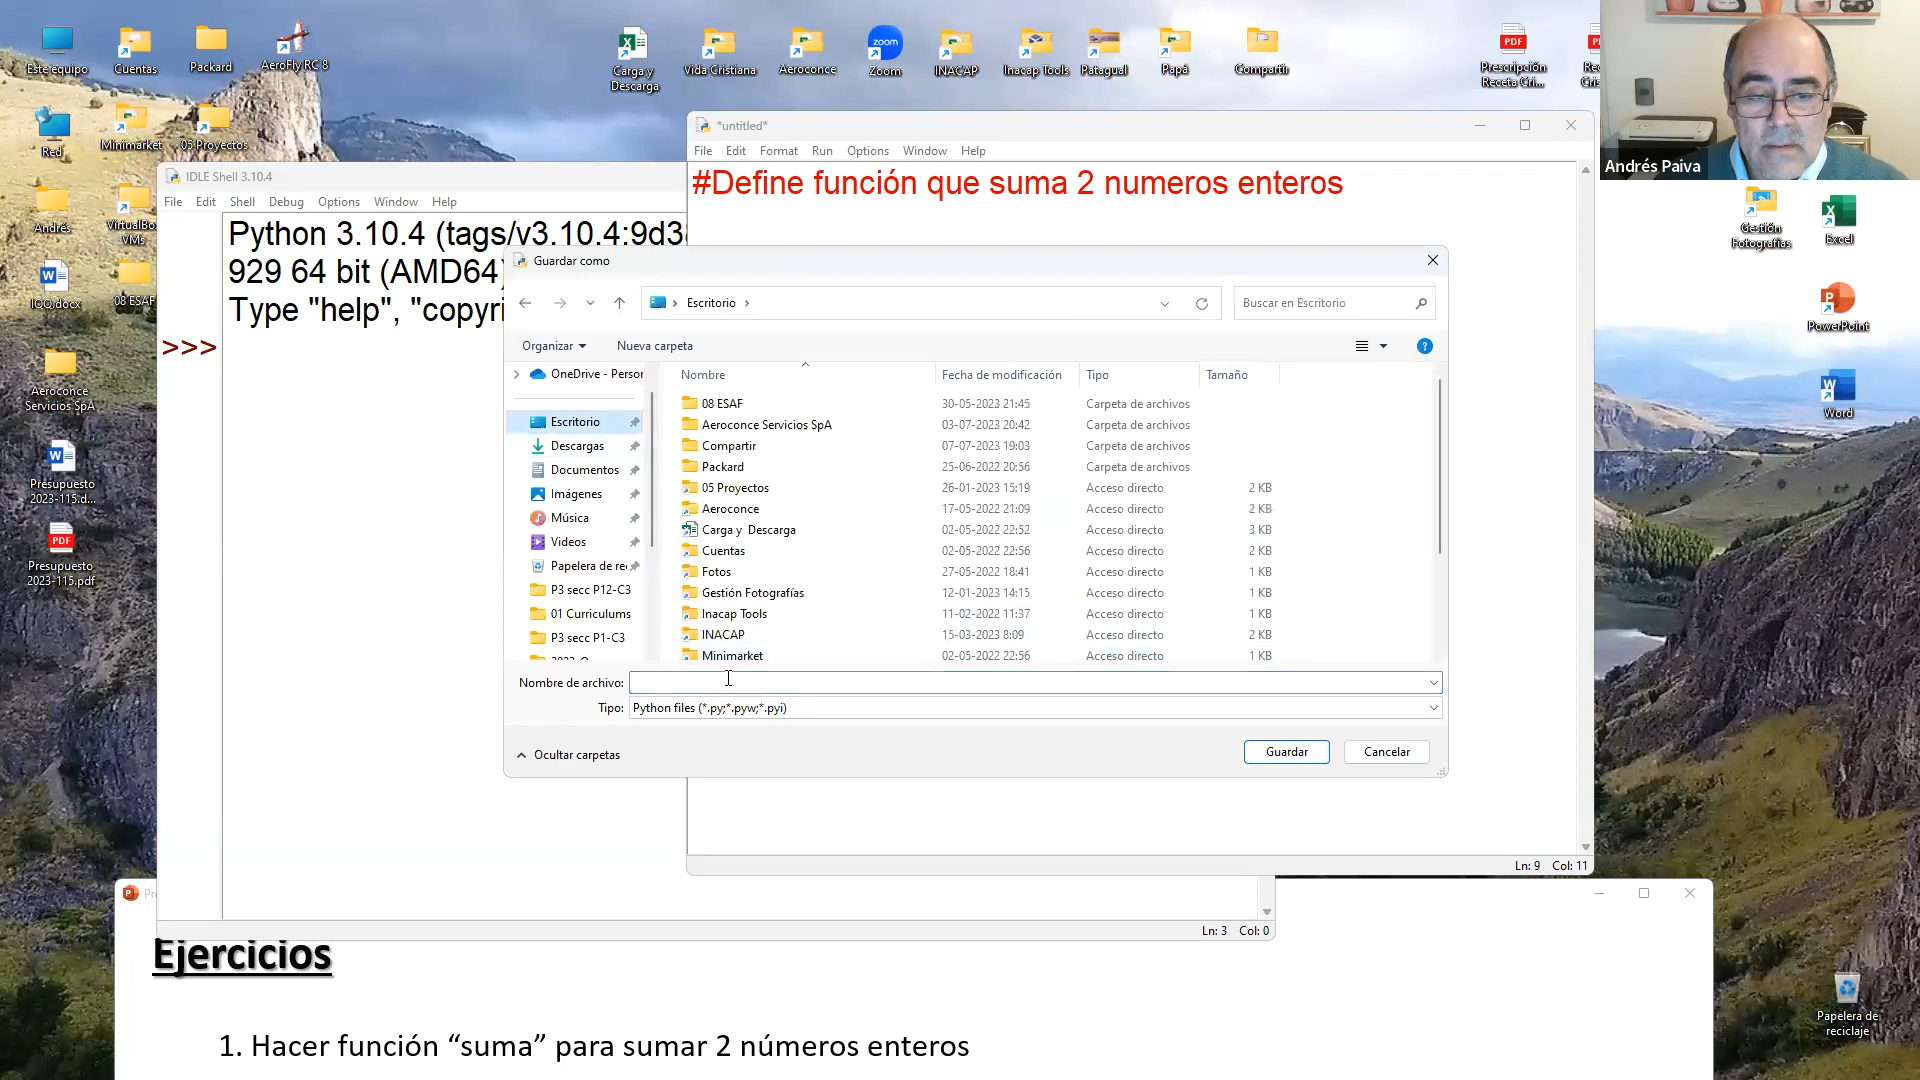 Este equipo
Cuentas
Packard
AeroFly RC 8
Carga y
Descarga
Vida Cristiana
Aeroconce
zoom
Zoom
INACAP
Inacap Tools
Patagual
Papá
Compartir
PDF
Prescripción
Receta Cri...
Andrés Paiva
Red
Minimarket
05 Proyectos
*untitled*
File Edit Format Run Options Window Help
#Define función que suma 2 numeros enteros
IDLE Shell 3.10.4
File Edit Shell Debug Options Window Help
Python 3.10.4 (tags/v3.10.4:9d3
929 64 bit (AMD64)
Type "help", "copyri
>>>
Andrés
VirtualBox
VMs
IQQ.docx
08 ESAF
Aeroconce
Servicios SpA
Presupuesto
2023-115.d...
PDF
Presupuesto
2023-115.pdf
Gestión
Fotografías
Excel
PowerPoint
Word
Papelera de
reciclaje
Guardar como
Escritorio
Buscar en Escritorio
Organizar Nueva carpeta
OneDrive - Person
Escritorio
Descargas
Documentos
Imágenes
Música
Videos
Papelera de rec
P3 secc P12-C3
01 Curriculums
P3 secc P1-C3
Nombre Fecha de modificación Tipo Tamaño
08 ESAF 30-05-2023 21:45 Carpeta de archivos
Aeroconce Servicios SpA 03-07-2023 20:42 Carpeta de archivos
Compartir 07-07-2023 19:03 Carpeta de archivos
Packard 25-06-2022 20:56 Carpeta de archivos
05 Proyectos 26-01-2023 15:19 Acceso directo 2 KB
Aeroconce 17-05-2022 21:09 Acceso directo 2 KB
Carga y Descarga 02-05-2022 22:52 Acceso directo 3 KB
Cuentas 02-05-2022 22:56 Acceso directo 2 KB
Fotos 27-05-2022 18:41 Acceso directo 1 KB
Gestión Fotografías 12-01-2023 14:15 Acceso directo 1 KB
Inacap Tools 11-02-2022 11:37 Acceso directo 1 KB
INACAP 15-03-2023 8:09 Acceso directo 2 KB
Minimarket 02-05-2022 22:56 Acceso directo 1 KB
Nombre de archivo:
Tipo: Python files (*.py;*.pyw;*.pyi)
Ocultar carpetas
Guardar
Cancelar
Ln: 9 Col: 11
Ln: 3 Col: 0
Ejercicios
1. Hacer función “suma” para sumar 2 números enteros